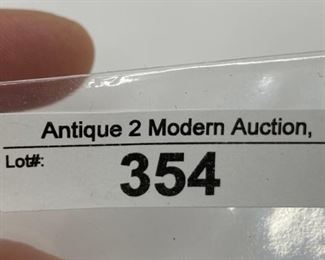 Antique 2 Modern Auction,
Lot#: 354